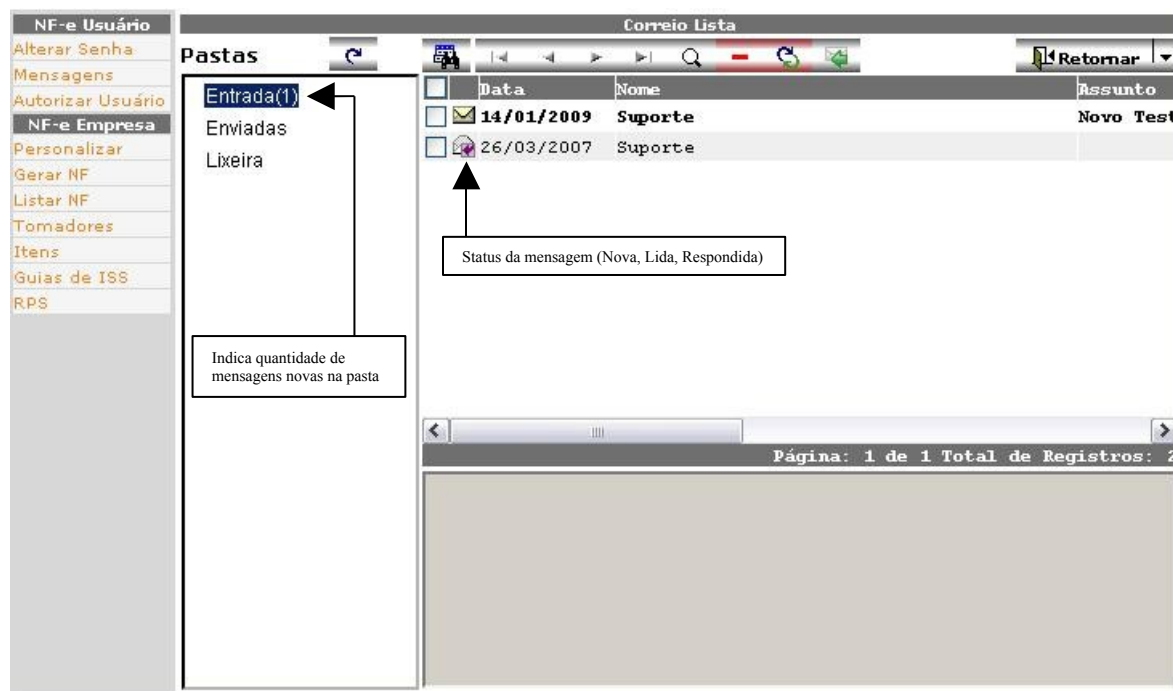 NF-e Usuário
Alterar Senha
Mensagens
Autorizar Usuário
NF-e Empresa
Personalizar
Gerar NF
Listar NF
Tomadores
Itens
Guias de ISS
RPS
Correio Lista
Pastas
Retornar
Entrada(1)
Enviadas
Lixeira
Data Nome Assunto
14/01/2009 Suporte Novo Test
26/03/2007 Suporte
Status da mensagem (Nova, Lida, Respondida)
Indica quantidade de
mensagens novas na pasta
Página: 1 de 1 Total de Registros: 2